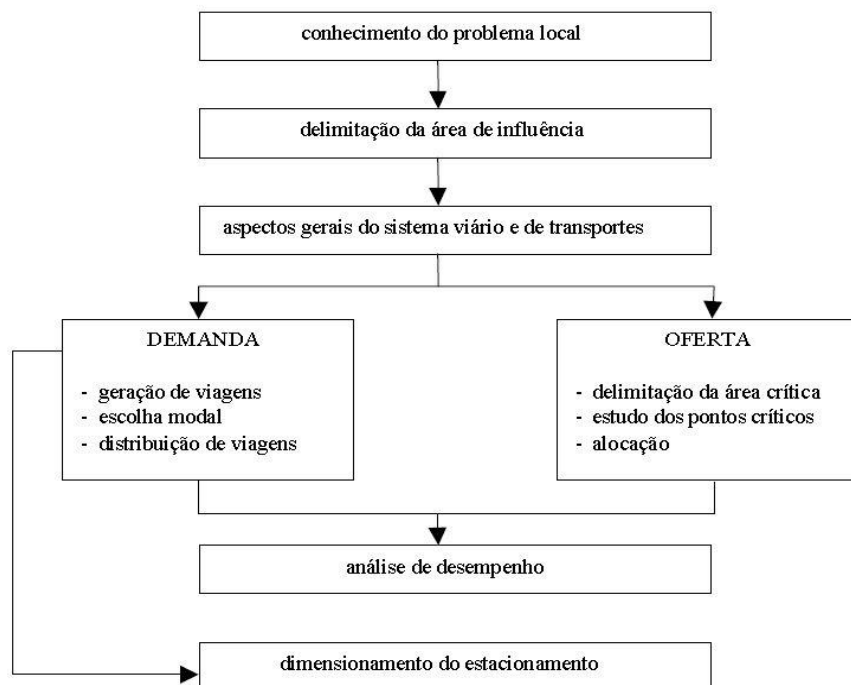 conhecimento do problema local
delimitação da área de influência
aspectos gerais do sistema viário e de transportes
DEMANDA
- geração de viagens
- escolha modal
- distribuição de viagens
OFERTA
- delimitação da área crítica
- estudo dos pontos críticos
- alocação
análise de desempenho
dimensionamento do estacionamento